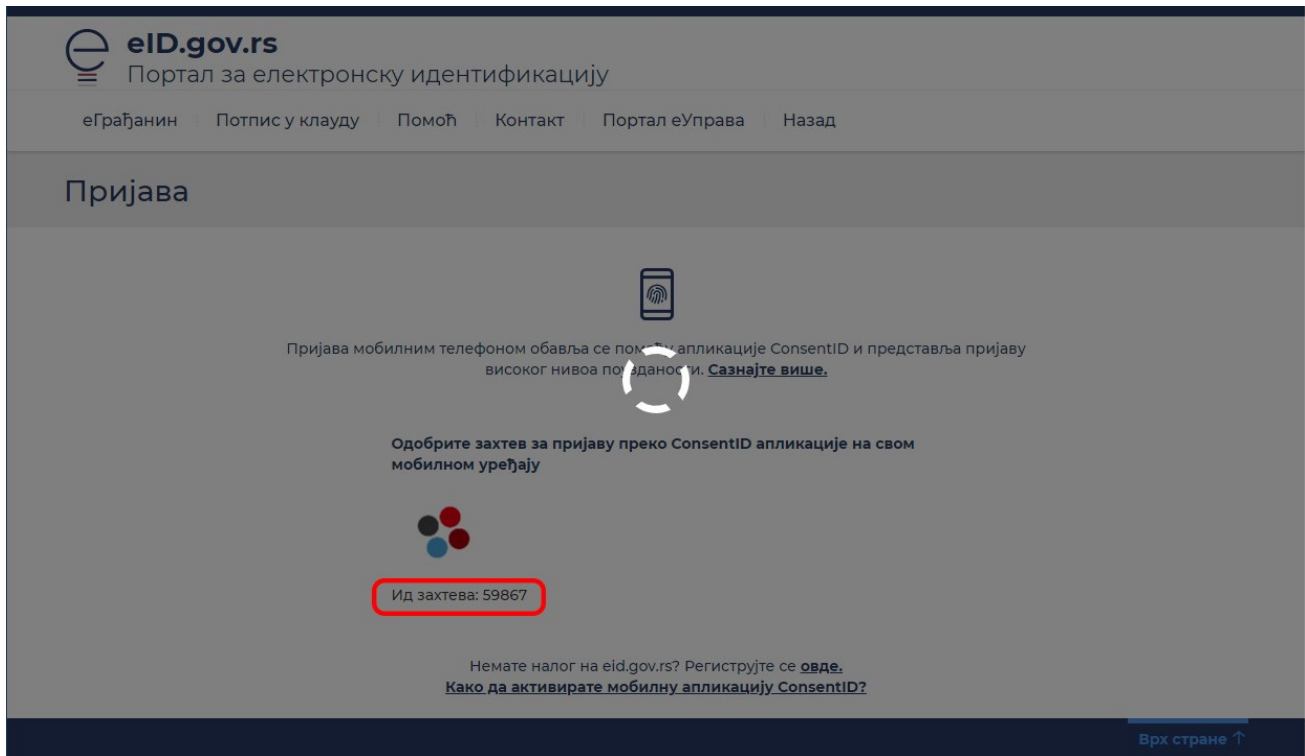 eID.gov.rs
Портал за електронску идентификацију
еГрађанин Потпис у клауду Помоћ Контакт Портал еУправа Назад
Пријава
Пријава мобилним телефоном обавља се помоћу апликације ConsentID и представља пријаву
високог нивоа поузданости. Сазнајте више.
Одобрите захтев за пријаву преко ConsentID апликације на свом
мобилном уређају
Ид захтева: 59867
Немате налог на eid.gov.rs? Региструјте се овде.
Како да активирате мобилну апликацију ConsentID?
Врх стране ↑